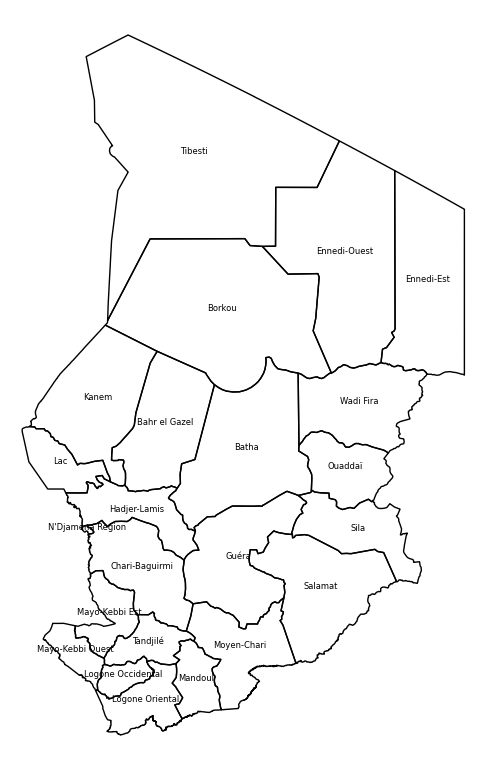 Tibesti
Ennedi-Ouest
Ennedi-Est
Borkou
Kanem
Wadi Fira
Bahr el Gazel
Batha
Lac
Ouaddaï
Hadjer-Lamis
N'Djamena Region
Sila
Guéra
Chari-Baguirmi
Salamat
Mayo-Kebbi Est
Tandjilé
Moyen-Chari
Mayo-Kebbi Ouest
Logone Occidental
Mandoul
Logone Oriental